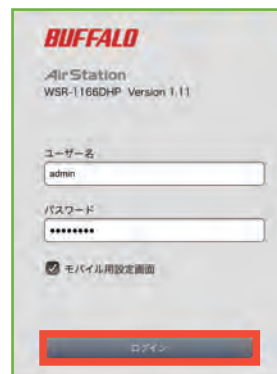 BUFFALO
AirStation
WSR-1166DHP Version 1.11
ユーザー名
admin
パスワード
••••••••
モバイル用設定画面
ログイン